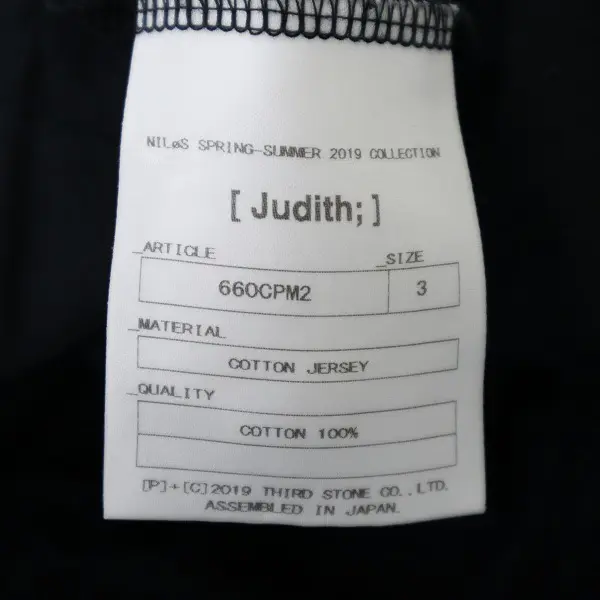 NILøS SPRING-SUMMER 2019 COLLECTION
[ Judith; ]
_ARTICLE _SIZE
660CPM2 3
_MATERIAL
COTTON JERSEY
_QUALITY
COTTON 100%
[P]+[C]2019 THIRD STONE CO., LTD.
ASSEMBLED IN JAPAN.